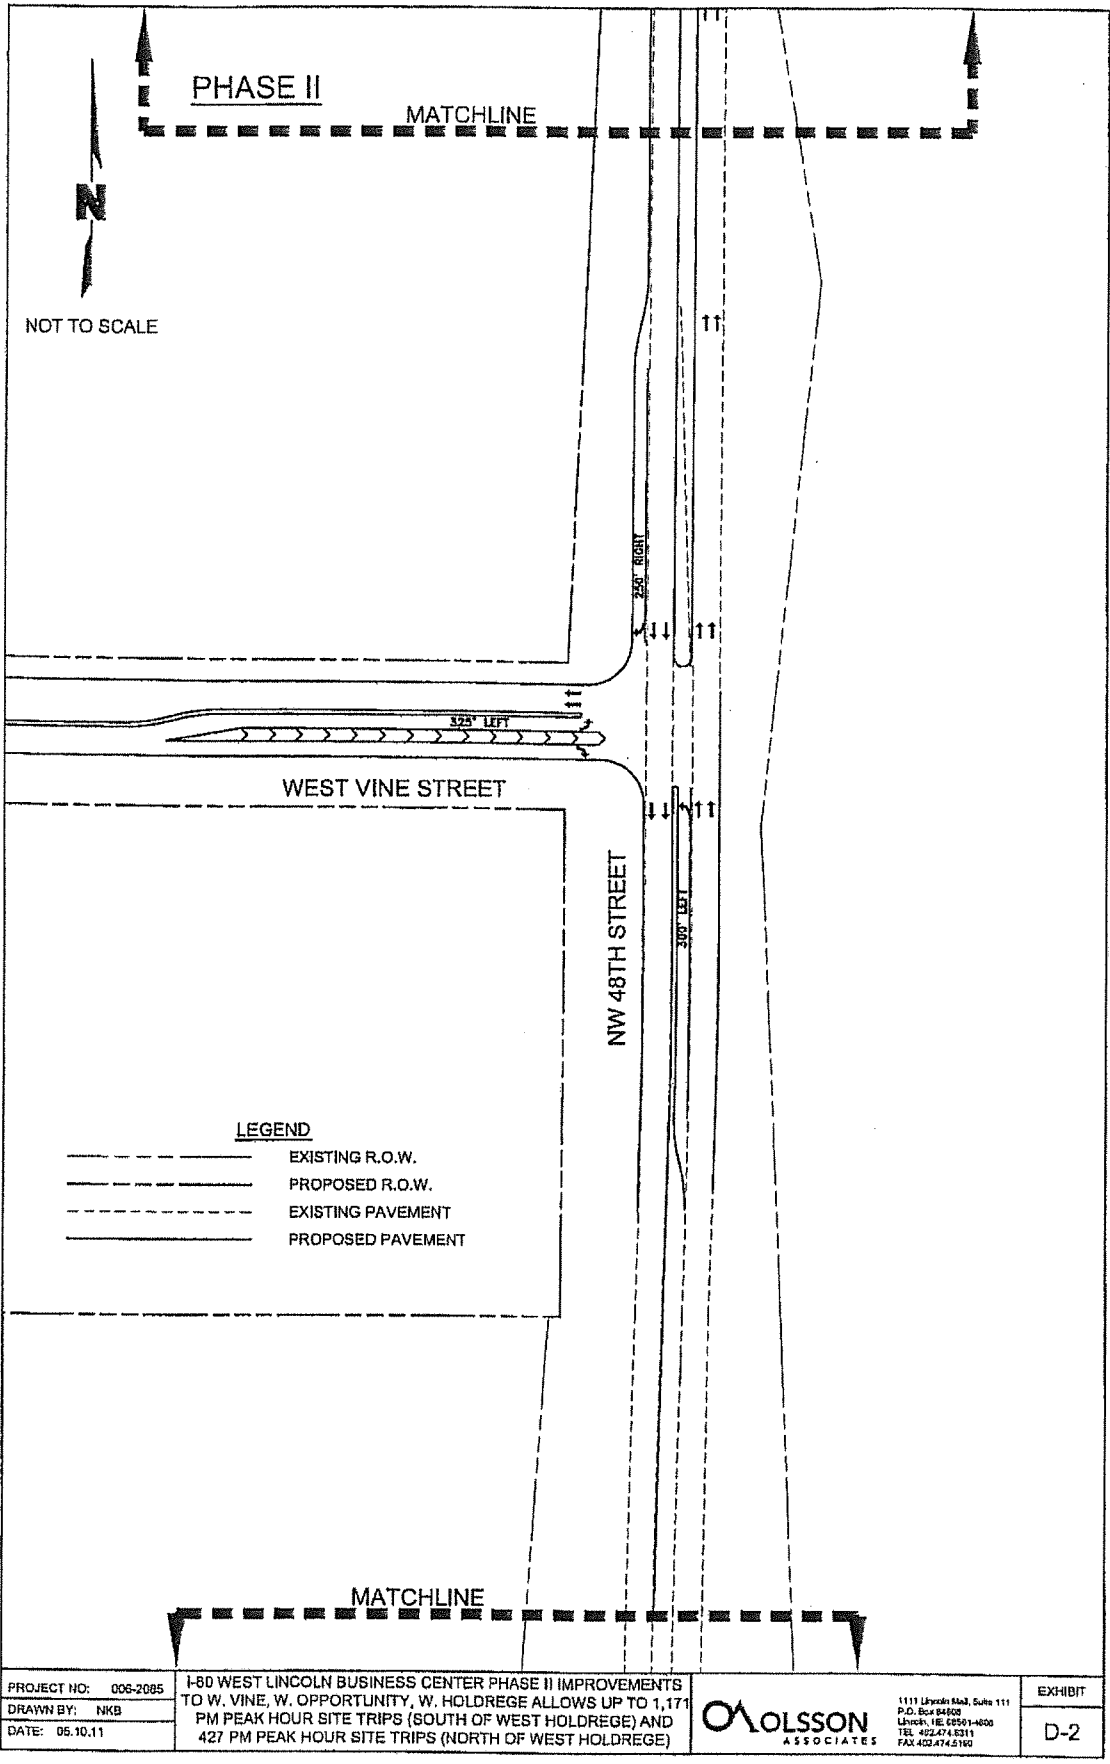 PHASE II
MATCHLINE
N
NOT TO SCALE
250' RIGHT
325' LEFT
WEST VINE STREET
NW 48TH STREET
300' LEFT
LEGEND
EXISTING R.O.W.
PROPOSED R.O.W.
EXISTING PAVEMENT
PROPOSED PAVEMENT
MATCHLINE
PROJECT NO: 006-2085
DRAWN BY: NKB
DATE: 05.10.11
I-80 WEST LINCOLN BUSINESS CENTER PHASE II IMPROVEMENTS
TO W. VINE, W. OPPORTUNITY, W. HOLDREGE ALLOWS UP TO 1,171
PM PEAK HOUR SITE TRIPS (SOUTH OF WEST HOLDREGE) AND
427 PM PEAK HOUR SITE TRIPS (NORTH OF WEST HOLDREGE)
OLSSON
ASSOCIATES
1111 Lincoln Mall, Suite 111
P.O. Box 84608
Lincoln, NE 68501-4608
TEL 402.474.6311
FAX 402.474.5160
EXHIBIT
D-2